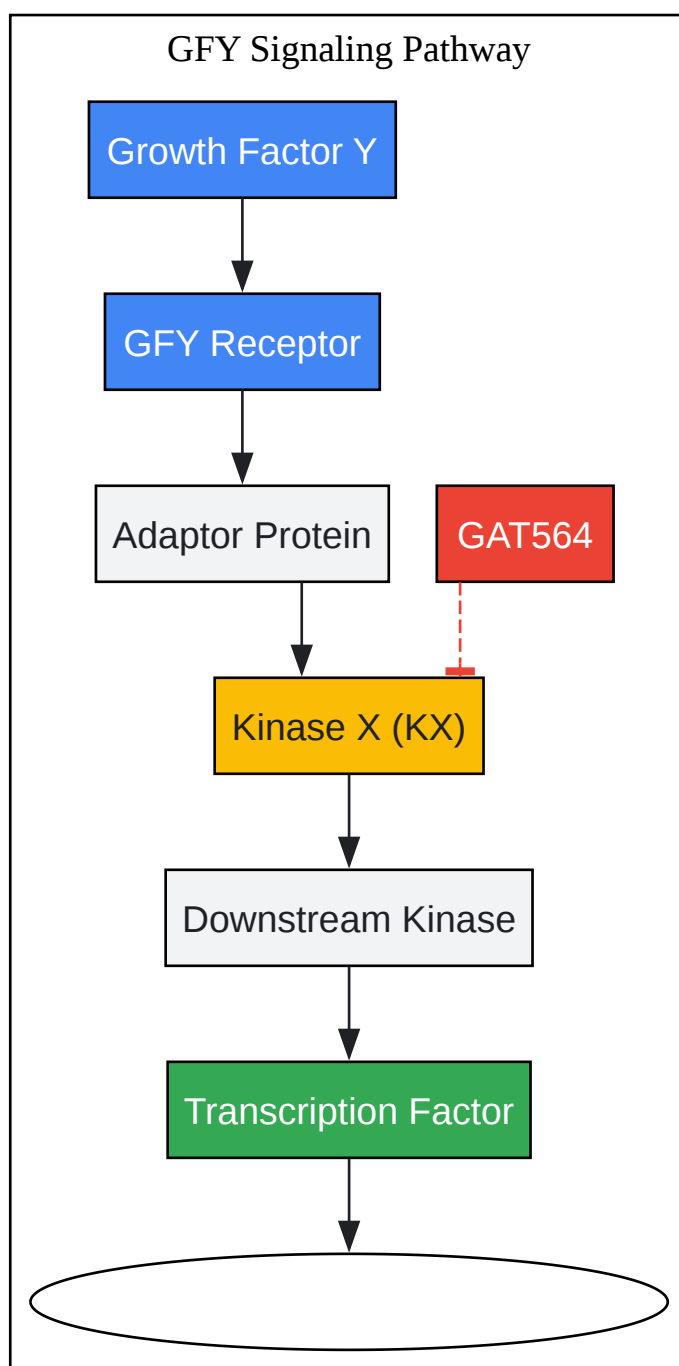 GFY Signaling Pathway
Growth Factor Y
GFY Receptor
Adaptor Protein
GAT564
Kinase X (KX)
Downstream Kinase
Transcription Factor